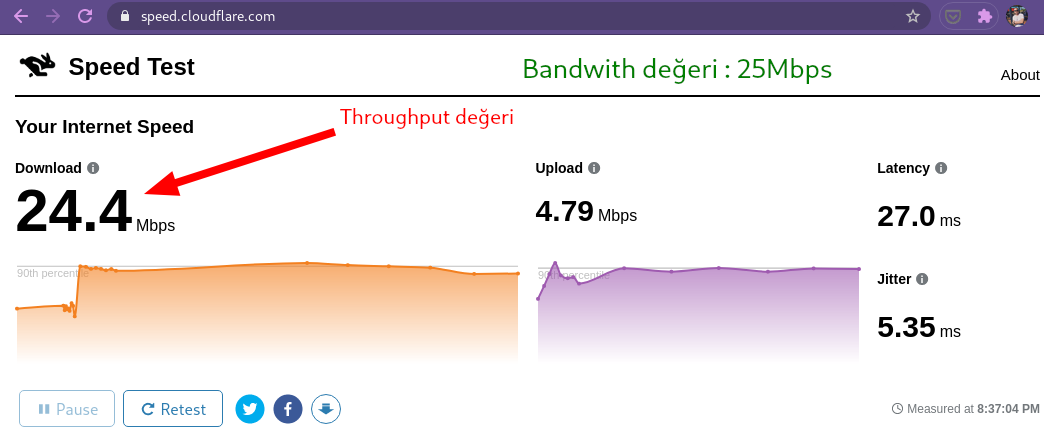 speed.cloudflare.com
Speed Test
Bandwith değeri : 25Mbps
About
Throughput değeri
Your Internet Speed
Download
Upload
Latency
24.4 Mbps
4.79 Mbps
27.0 ms
90th percentile
90th percentile
Jitter
5.35 ms
Pause
Retest
Measured at 8:37:04 PM